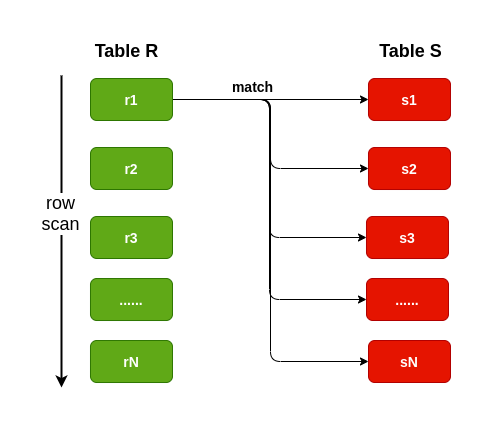 Table R
Table S
match
r1
s1
r2
s2
row
scan
r3
s3
......
......
rN
sN